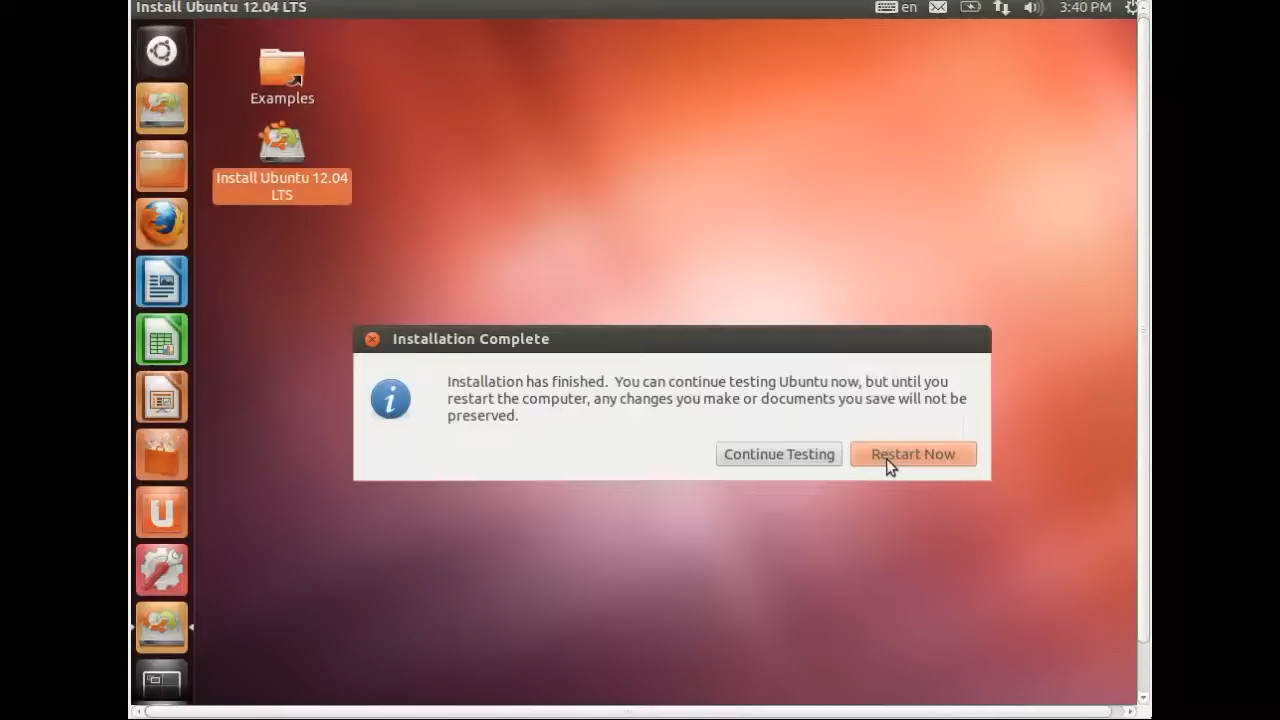 Install Ubuntu 12.04 LTS
en
3:40 PM
Examples
Install Ubuntu 12.04
LTS
Installation Complete
Installation has finished.  You can continue testing Ubuntu now, but until you
restart the computer, any changes you make or documents you save will not be
preserved.
Continue Testing
Restart Now